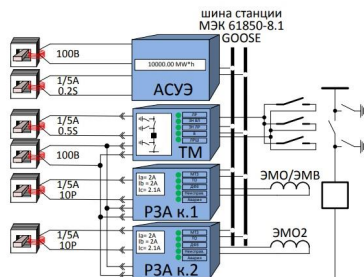 шина станции
МЭК 61850-8.1
GOOSE
100В
10000.00 MW*h
1/5А
0.2S
АСУЭ
1/5А
0.5S
100В
ТМ
1/5А
10Р
Ia= 2A
Ib = 2A
Ic= 2.1A
МТЗ
ЭМО/ЭМВ
РЗА к.1
1/5А
10Р
Ia= 2A
Ib = 2A
Ic= 2.1A
МТЗ
ЭМО2
РЗА к.2